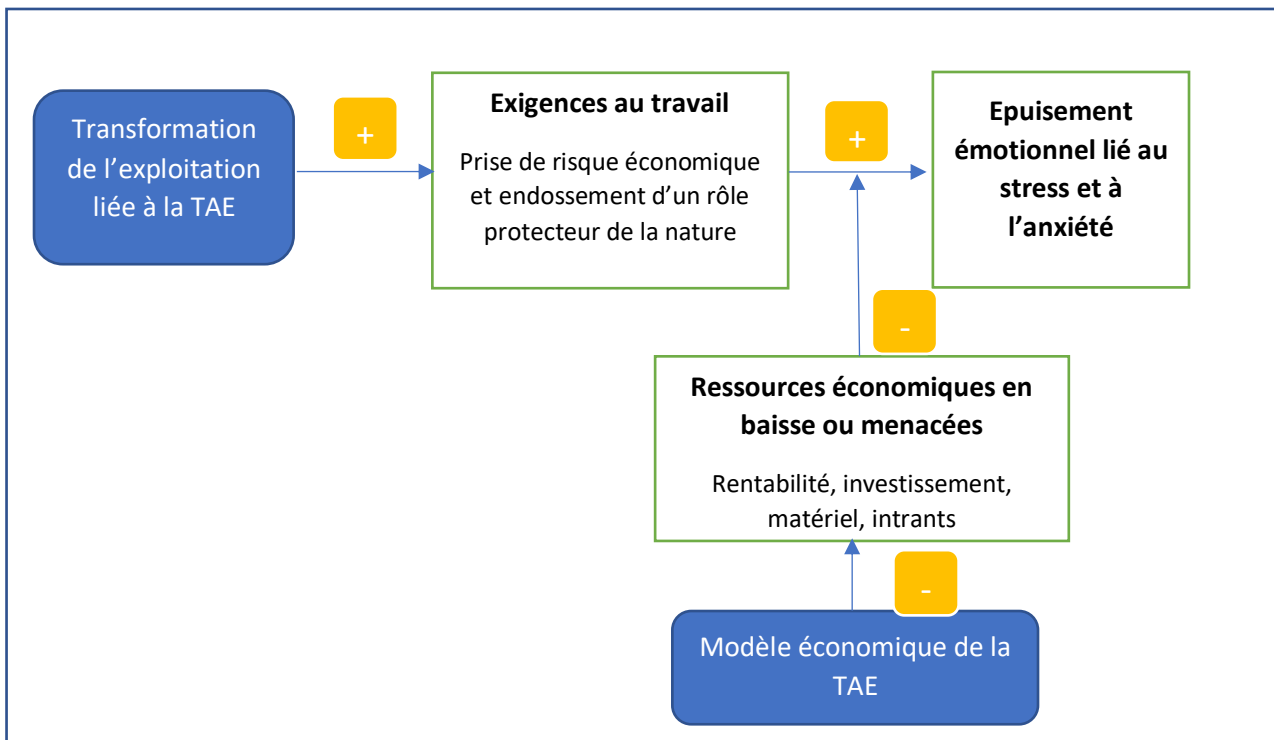 Transformation
de l’exploitation
liée à la TAE
+
Exigences au travail
Prise de risque économique
et endossement d’un rôle
protecteur de la nature
+
Epuisement
émotionnel lié au
stress et à
l’anxiété
-
Ressources économiques en
baisse ou menacées
Rentabilité, investissement,
matériel, intrants
-
Modèle économique de la
TAE